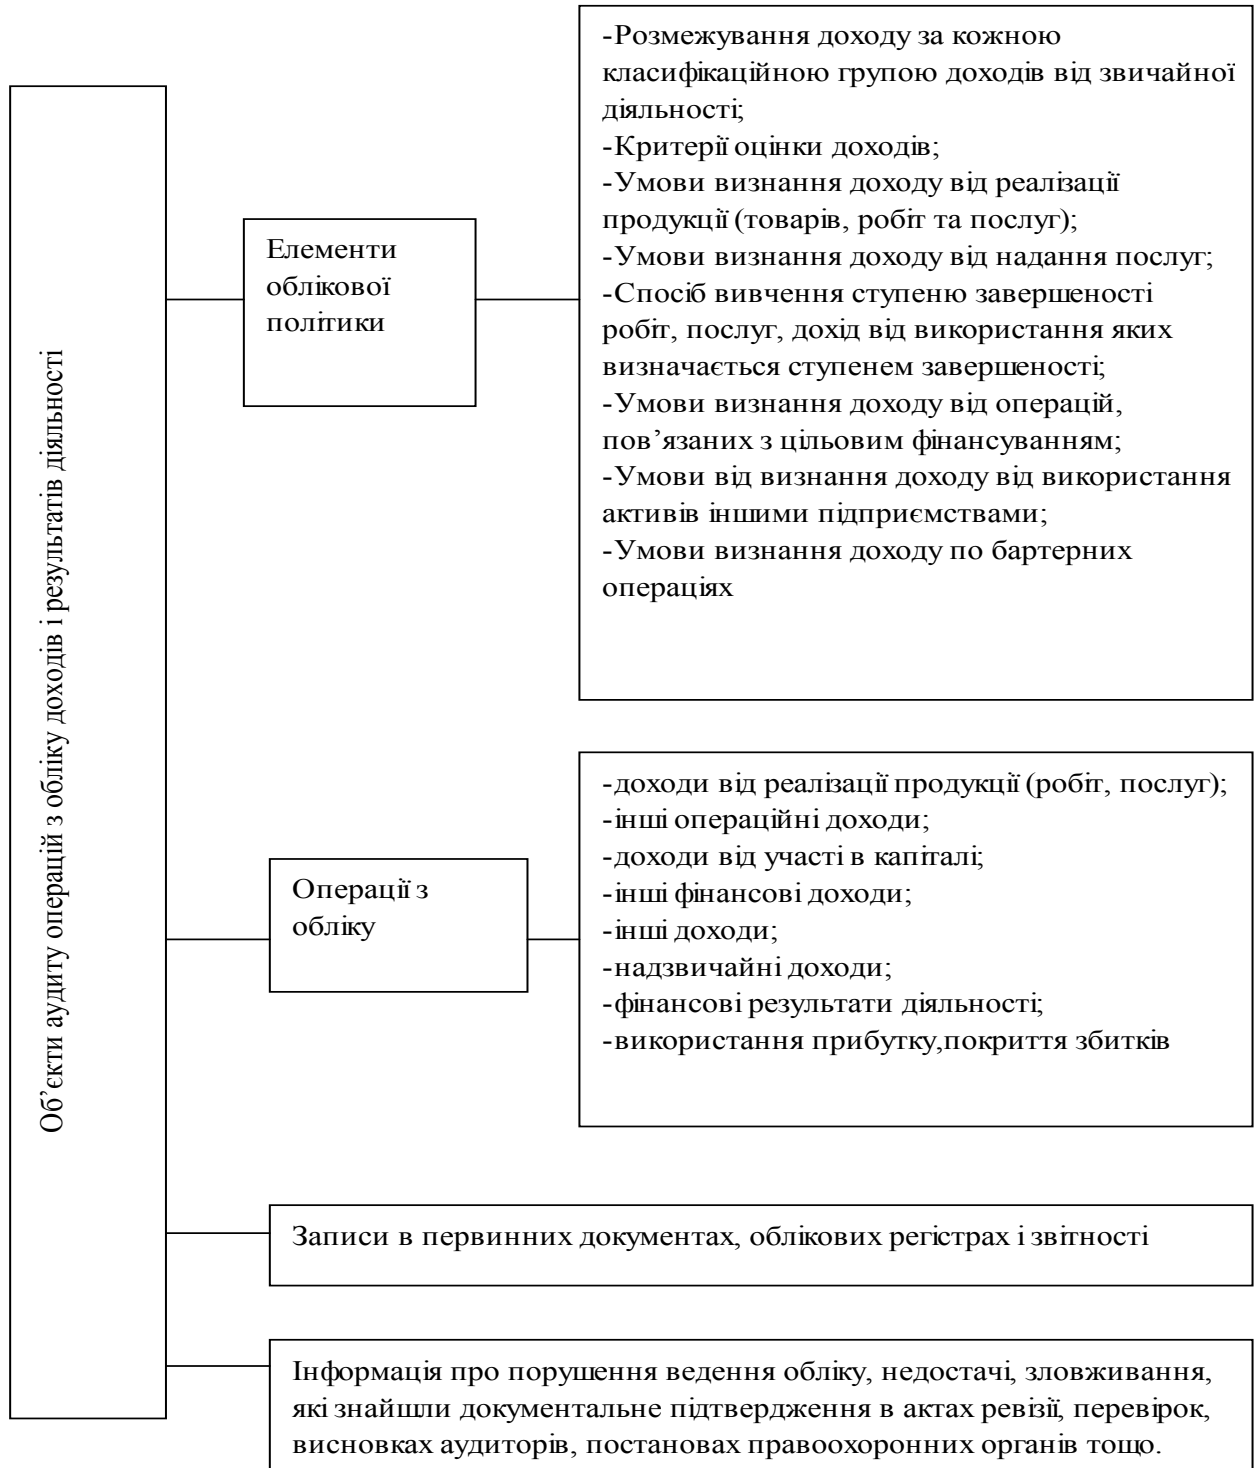 Об’єкти аудиту операцій з обліку доходів і результатів діяльності
Елементи
облікової
політики
-Розмежування доходу за кожною
класифікаційною групою доходів від звичайної
діяльності;
-Критерії оцінки доходів;
-Умови визнання доходу від реалізації
продукції (товарів, робіт та послуг);
-Умови визнання доходу від надання послуг;
-Спосіб вивчення ступеню завершеності
робіт, послуг, дохід від використання яких
визначається ступенем завершеності;
-Умови визнання доходу від операцій,
пов’язаних з цільовим фінансуванням;
-Умови від визнання доходу від використання
активів іншими підприємствами;
-Умови визнання доходу по бартерних
операціях
Операції з
обліку
-доходи від реалізації продукції (робіт, послуг);
-інші операційні доходи;
-доходи від участі в капіталі;
-інші фінансові доходи;
-інші доходи;
-надзвичайні доходи;
-фінансові результати діяльності;
-використання прибутку,покриття збитків
Записи в первинних документах, облікових регістрах і звітності
Інформація про порушення ведення обліку, недостачі, зловживання,
які знайшли документальне підтвердження в актах ревізії, перевірок,
висновках аудиторів, постановах правоохоронних органів тощо.